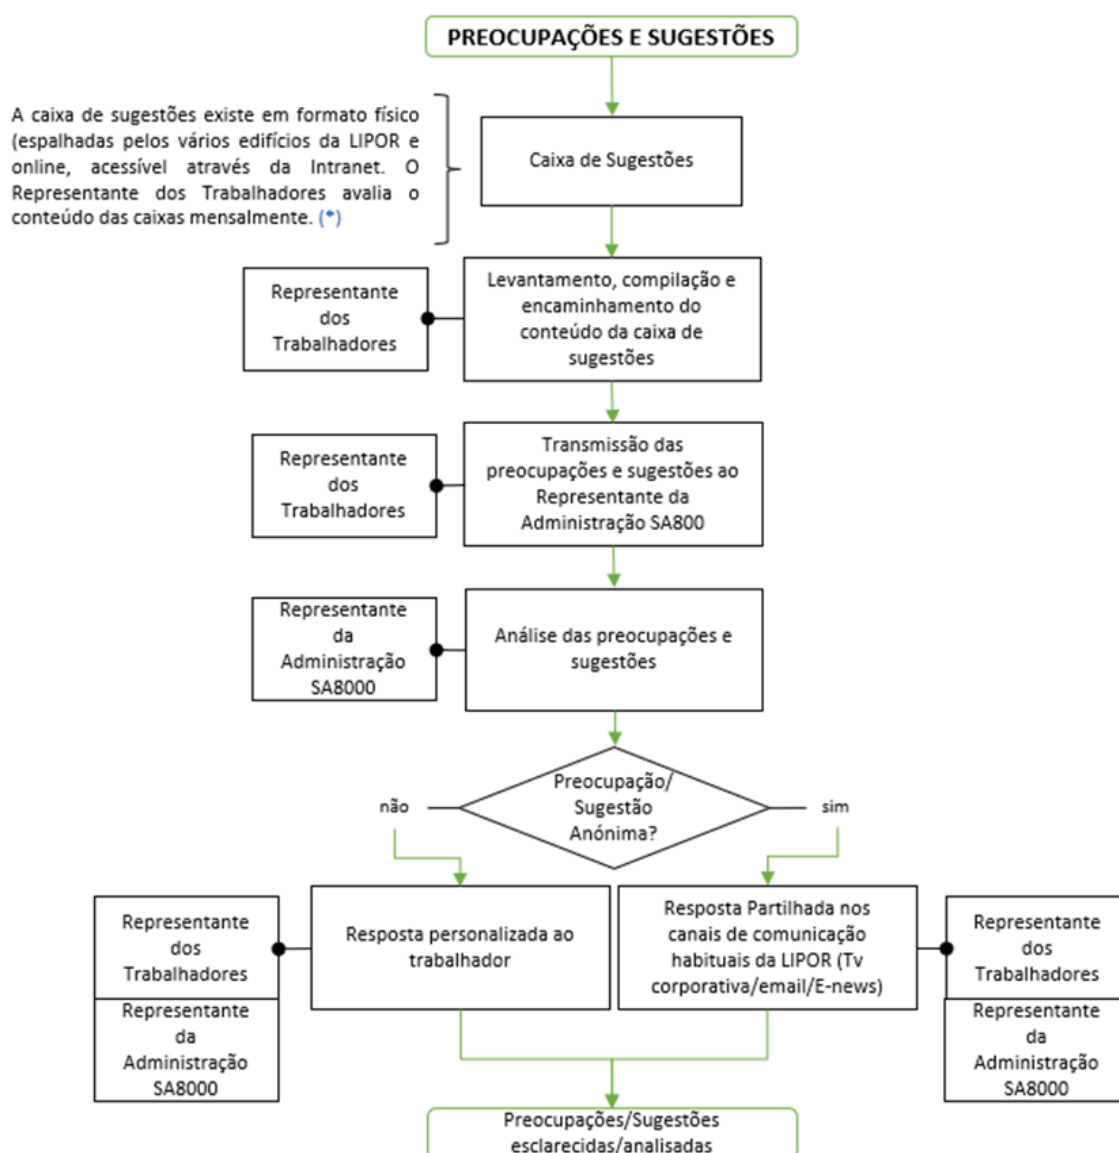 PREOCUPAÇÕES E SUGESTÕES
A caixa de sugestões existe em formato físico
(espalhadas pelos vários edifícios da LIPOR e
online, acessível através da Intranet. O
Representante dos Trabalhadores avalia o
conteúdo das caixas mensalmente. (*)
Caixa de Sugestões
Representante
dos
Trabalhadores
Levantamento, compilação e
encaminhamento do
conteúdo da caixa de
sugestões
Representante
dos
Trabalhadores
Transmissão das
preocupações e sugestões ao
Representante da
Administração SA800
Representante
da
Administração
SA8000
Análise das preocupações e
sugestões
Preocupação/
Sugestão
Anónima?
não
sim
Representante
dos
Trabalhadores
Representante
da
Administração
SA8000
Resposta personalizada ao
trabalhador
Resposta Partilhada nos
canais de comunicação
habituais da LIPOR (Tv
corporativa/email/E-news)
Representante
dos
Trabalhadores
Representante
da
Administração
SA8000
Preocupações/Sugestões
esclarecidas/analisadas